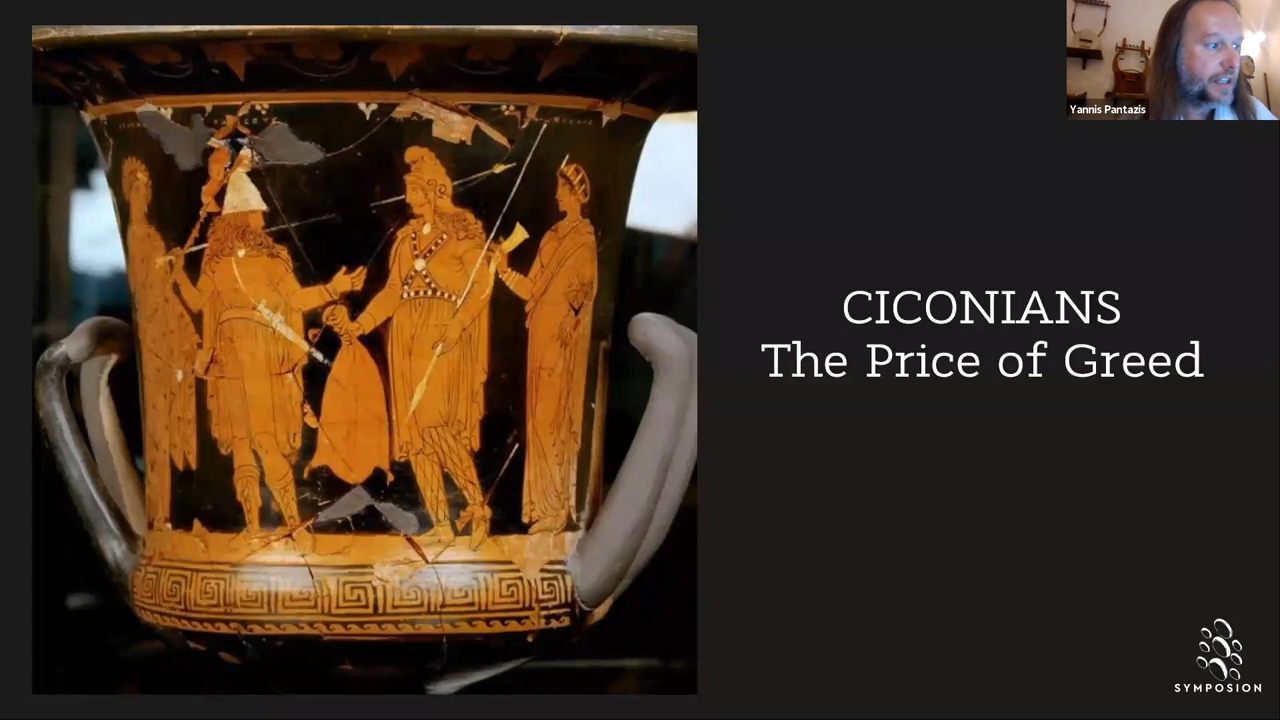 Yannis Pantazis
CICONIANS
The Price of Greed
SYMPOSION